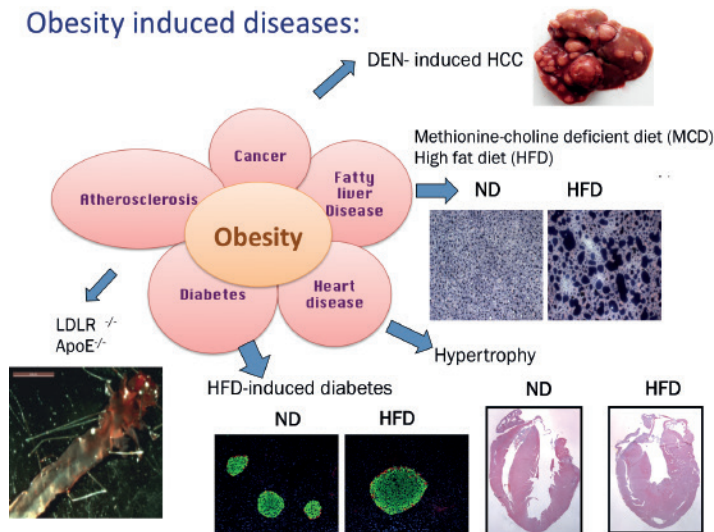 Obesity induced diseases:
DEN- induced HCC
Cancer
Atherosclerosis
Fatty
liver
Disease
Obesity
Diabetes
Heart
disease
Methionine-choline deficient diet (MCD)
High fat diet (HFD)
ND HFD
LDLR -/-
ApoE-/-
Hypertrophy
HFD-induced diabetes
ND HFD
ND HFD